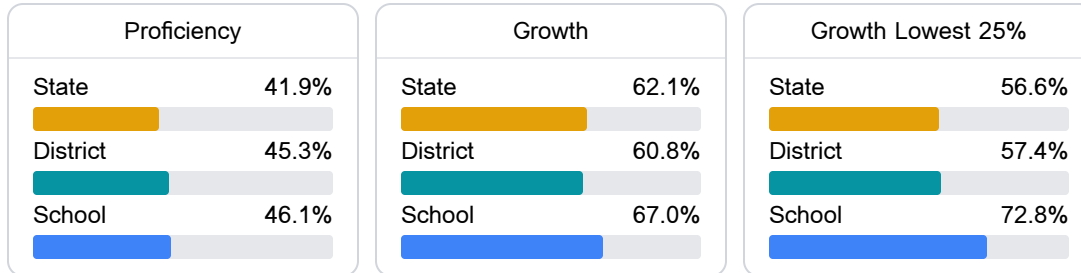 Proficiency
State 41.9%
District 45.3%
School 46.1%
Growth
State 62.1%
District 60.8%
School 67.0%
Growth Lowest 25%
State 56.6%
District 57.4%
School 72.8%